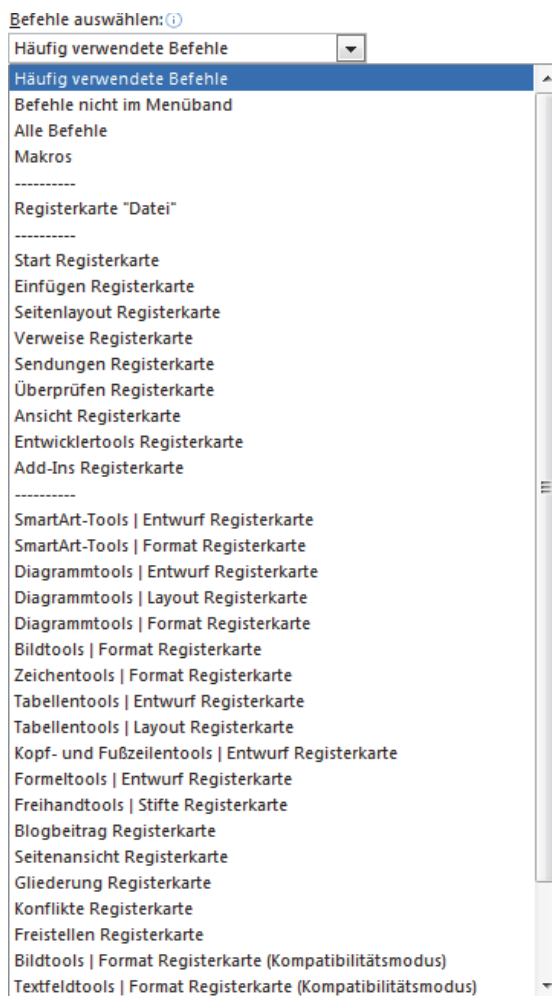 Befehle auswählen:
Häufig verwendete Befehle
Häufig verwendete Befehle
Befehle nicht im Menüband
Alle Befehle
Makros
----------
Registerkarte "Datei"
----------
Start Registerkarte
Einfügen Registerkarte
Seitenlayout Registerkarte
Verweise Registerkarte
Sendungen Registerkarte
Überprüfen Registerkarte
Ansicht Registerkarte
Entwicklertools Registerkarte
Add-Ins Registerkarte
----------
SmartArt-Tools | Entwurf Registerkarte
SmartArt-Tools | Format Registerkarte
Diagrammtools | Entwurf Registerkarte
Diagrammtools | Layout Registerkarte
Diagrammtools | Format Registerkarte
Bildtools | Format Registerkarte
Zeichentools | Format Registerkarte
Tabellentools | Entwurf Registerkarte
Tabellentools | Layout Registerkarte
Kopf- und Fußzeilentools | Entwurf Registerkarte
Formeltools | Entwurf Registerkarte
Freihandtools | Stifte Registerkarte
Blogbeitrag Registerkarte
Seitenansicht Registerkarte
Gliederung Registerkarte
Konflikte Registerkarte
Freistellen Registerkarte
Bildtools | Format Registerkarte (Kompatibilitätsmodus)
Textfeldtools | Format Registerkarte (Kompatibilitätsmodus)